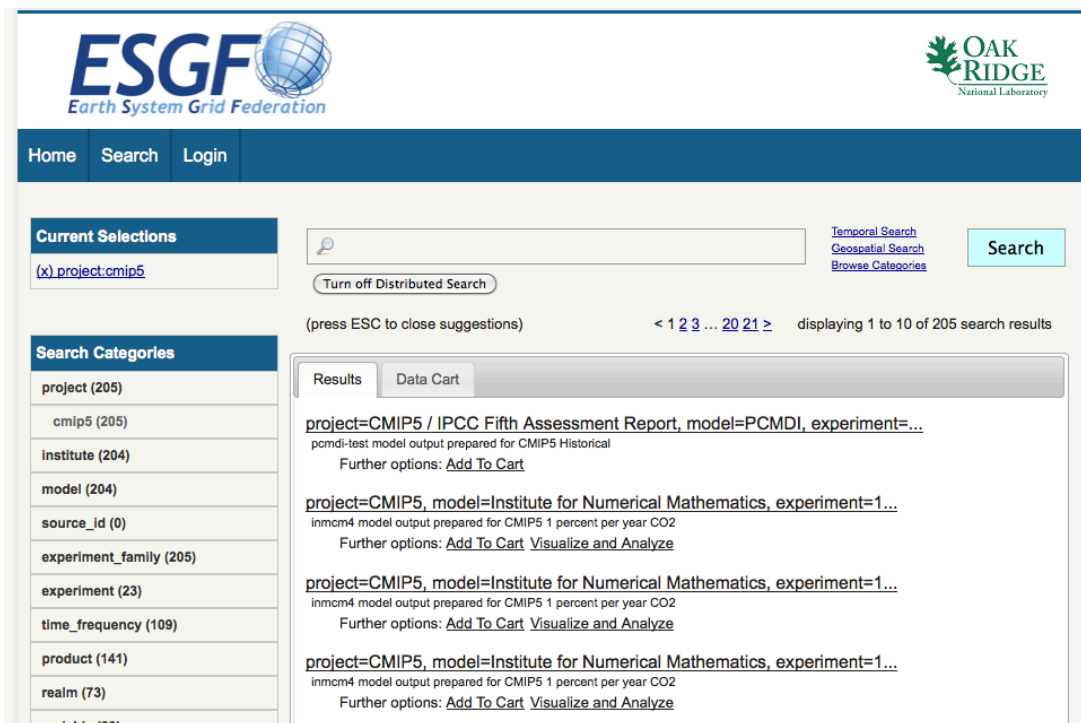 ESGF
Earth System Grid Federation
OAK
RIDGE
National Laboratory
Home Search Login
Current Selections
(x) project:cmip5
Temporal Search
Geospatial Search
Browse Categories
Search
Turn off Distributed Search
(press ESC to close suggestions) < 1 2 3 ... 20 21 > displaying 1 to 10 of 205 search results
Search Categories
project (205)
cmip5 (205)
institute (204)
model (204)
source_id (0)
experiment_family (205)
experiment (23)
time_frequency (109)
product (141)
realm (73)
Results Data Cart
project=CMIP5 / IPCC Fifth Assessment Report, model=PCMDI, experiment=...
pcmdi-test model output prepared for CMIP5 Historical
Further options: Add To Cart
project=CMIP5, model=Institute for Numerical Mathematics, experiment=1...
inmcm4 model output prepared for CMIP5 1 percent per year CO2
Further options: Add To Cart Visualize and Analyze
project=CMIP5, model=Institute for Numerical Mathematics, experiment=1...
inmcm4 model output prepared for CMIP5 1 percent per year CO2
Further options: Add To Cart Visualize and Analyze
project=CMIP5, model=Institute for Numerical Mathematics, experiment=1...
inmcm4 model output prepared for CMIP5 1 percent per year CO2
Further options: Add To Cart Visualize and Analyze